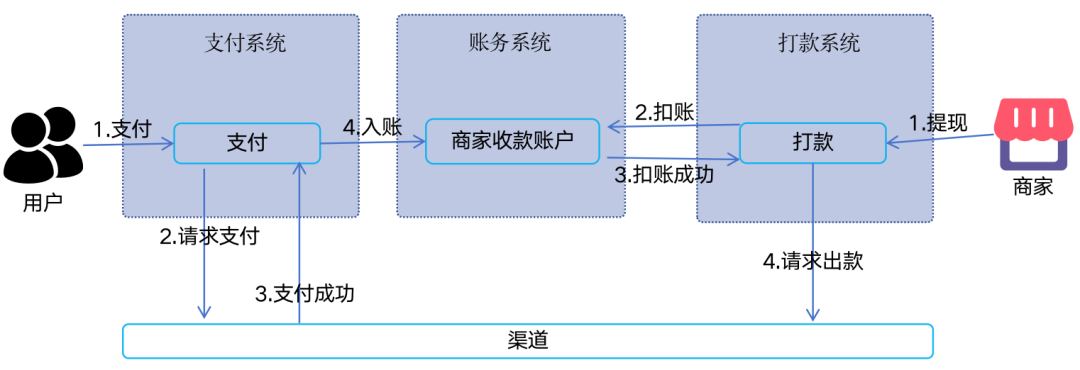 支付系统
账务系统
打款系统
1.支付
支付
4.入账
商家收款账户
2.扣账
3.扣账成功
打款
1.提现
用户
商家
2.请求支付
3.支付成功
4.请求出款
渠道